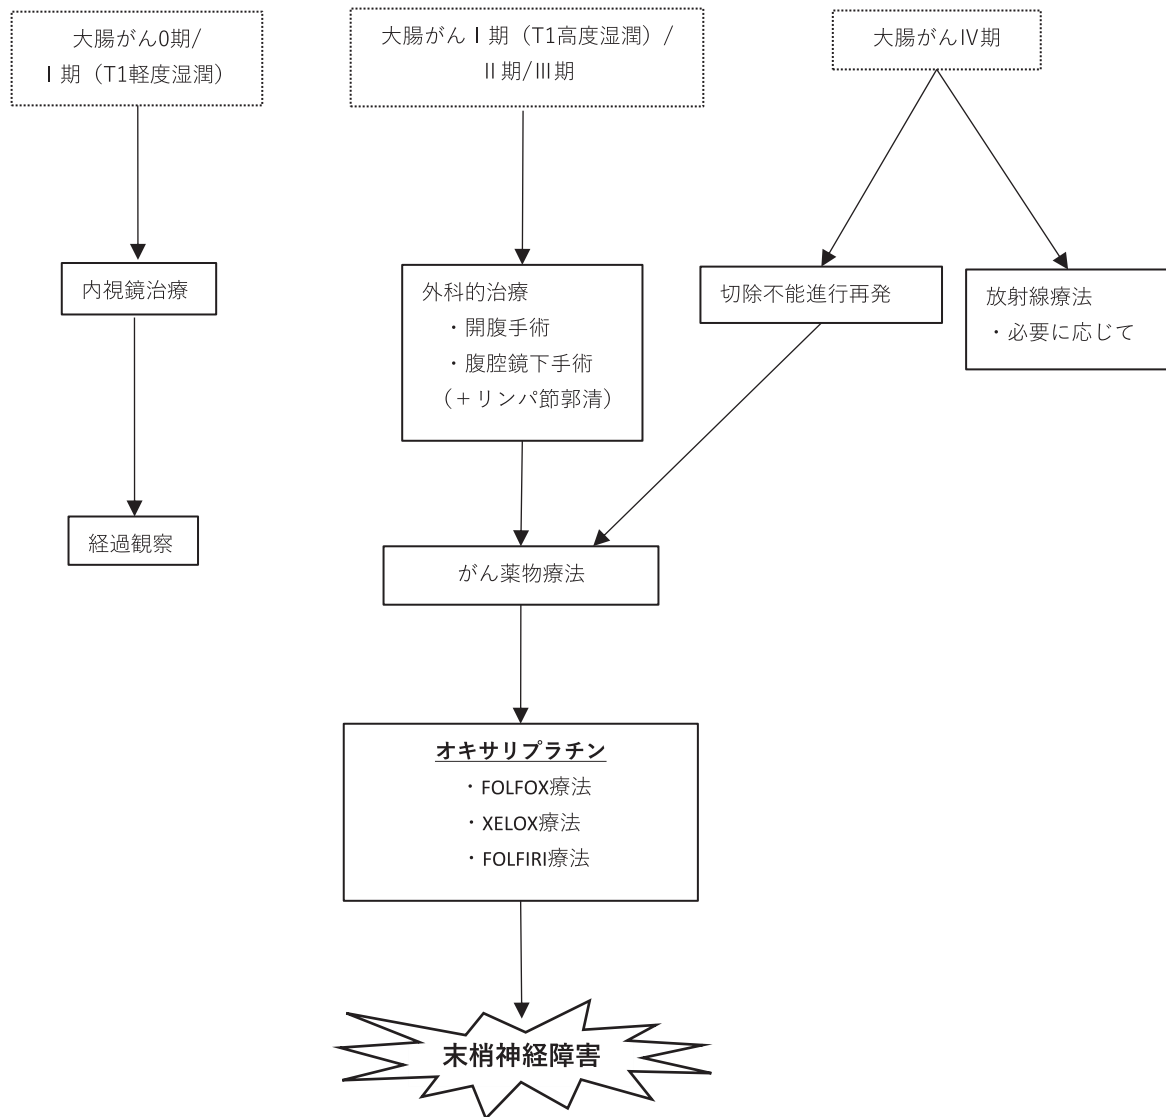 大腸がん0期/
Ⅰ期（T1軽度湿潤）
大腸がんⅠ期（T1高度湿潤）/
Ⅱ期/Ⅲ期
大腸がんⅣ期
内視鏡治療
外科的治療
・開腹手術
・腹腔鏡下手術
（＋リンパ節郭清）
切除不能進行再発
放射線療法
・必要に応じて
経過観察
がん薬物療法
オキサリプラチン
・FOLFOX療法
・XELOX療法
・FOLFIRI療法
末梢神経障害